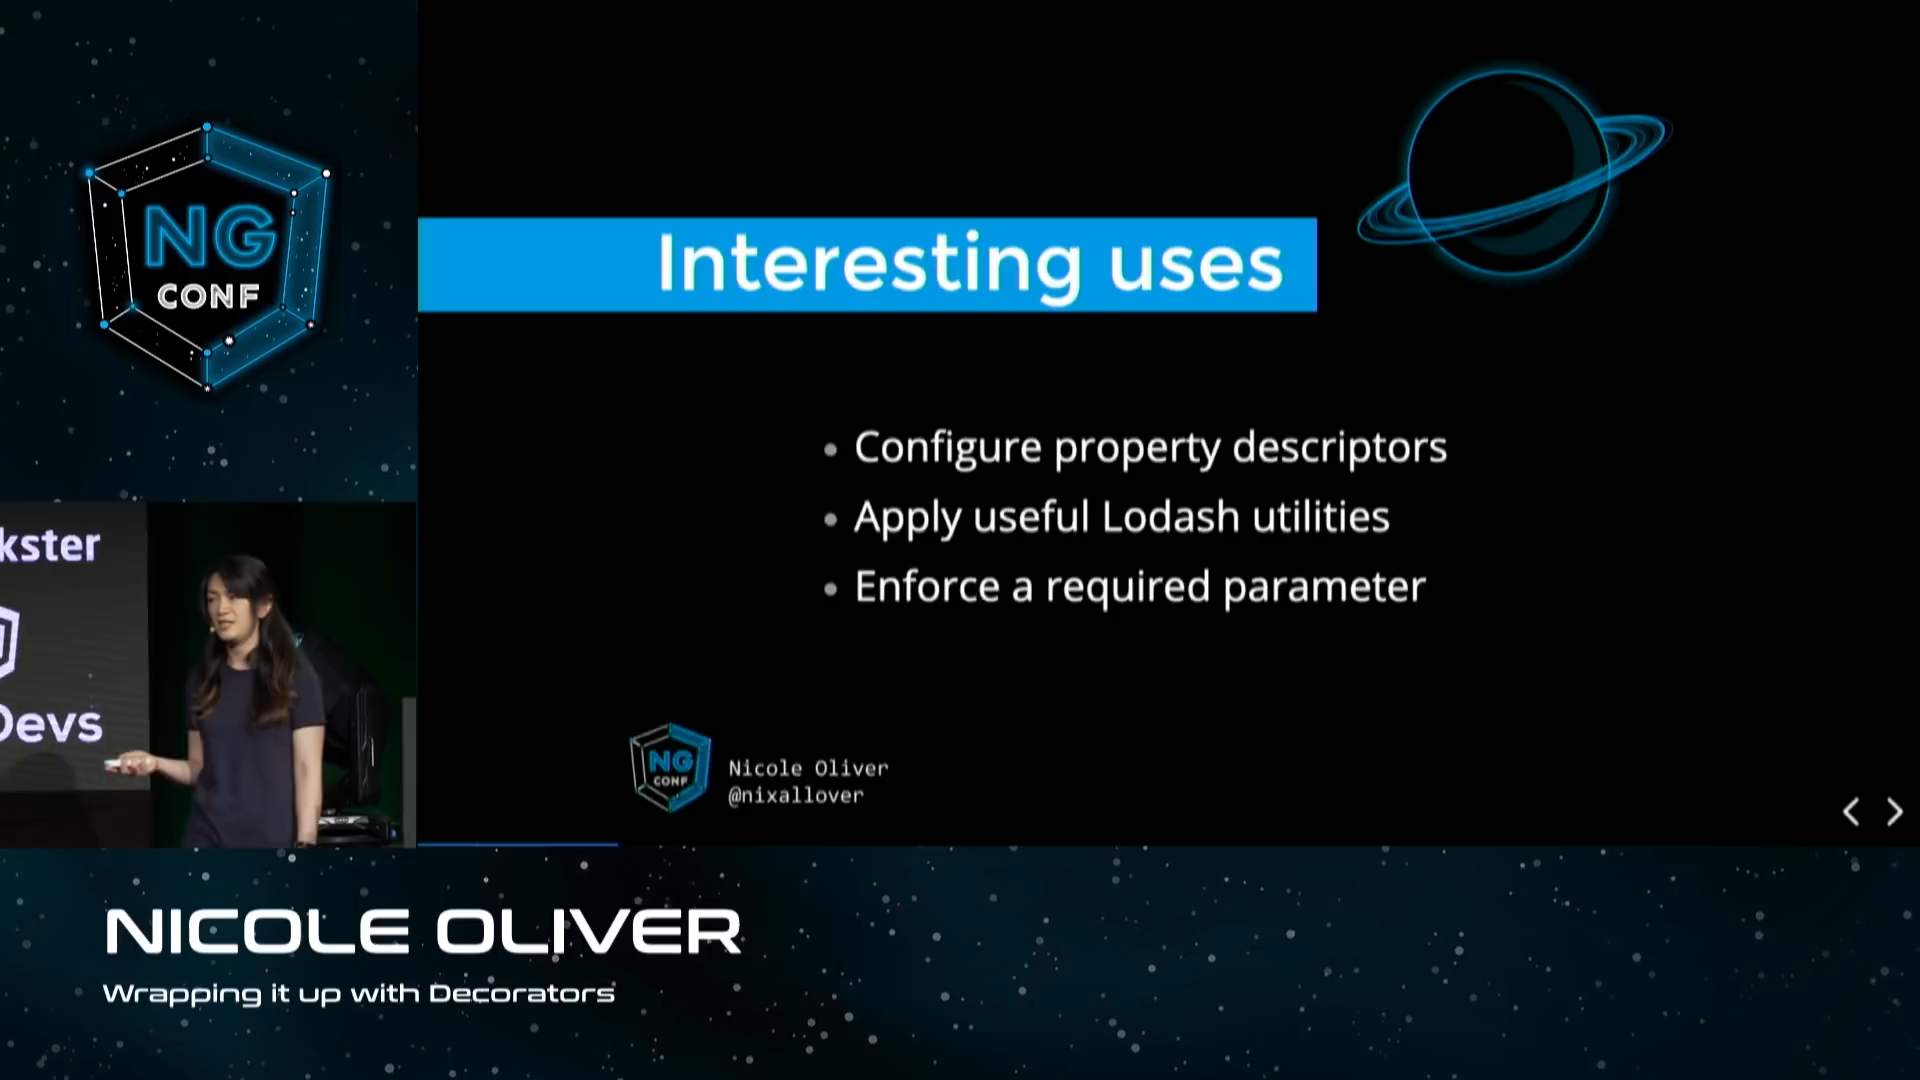 NG
CONF
Interesting uses
Configure property descriptors
Apply useful Lodash utilities
Enforce a required parameter
kster
Devs
NG
CONF
Nicole Oliver
@nixallover
NICOLE OLIVER
Wrapping it up with Decorators